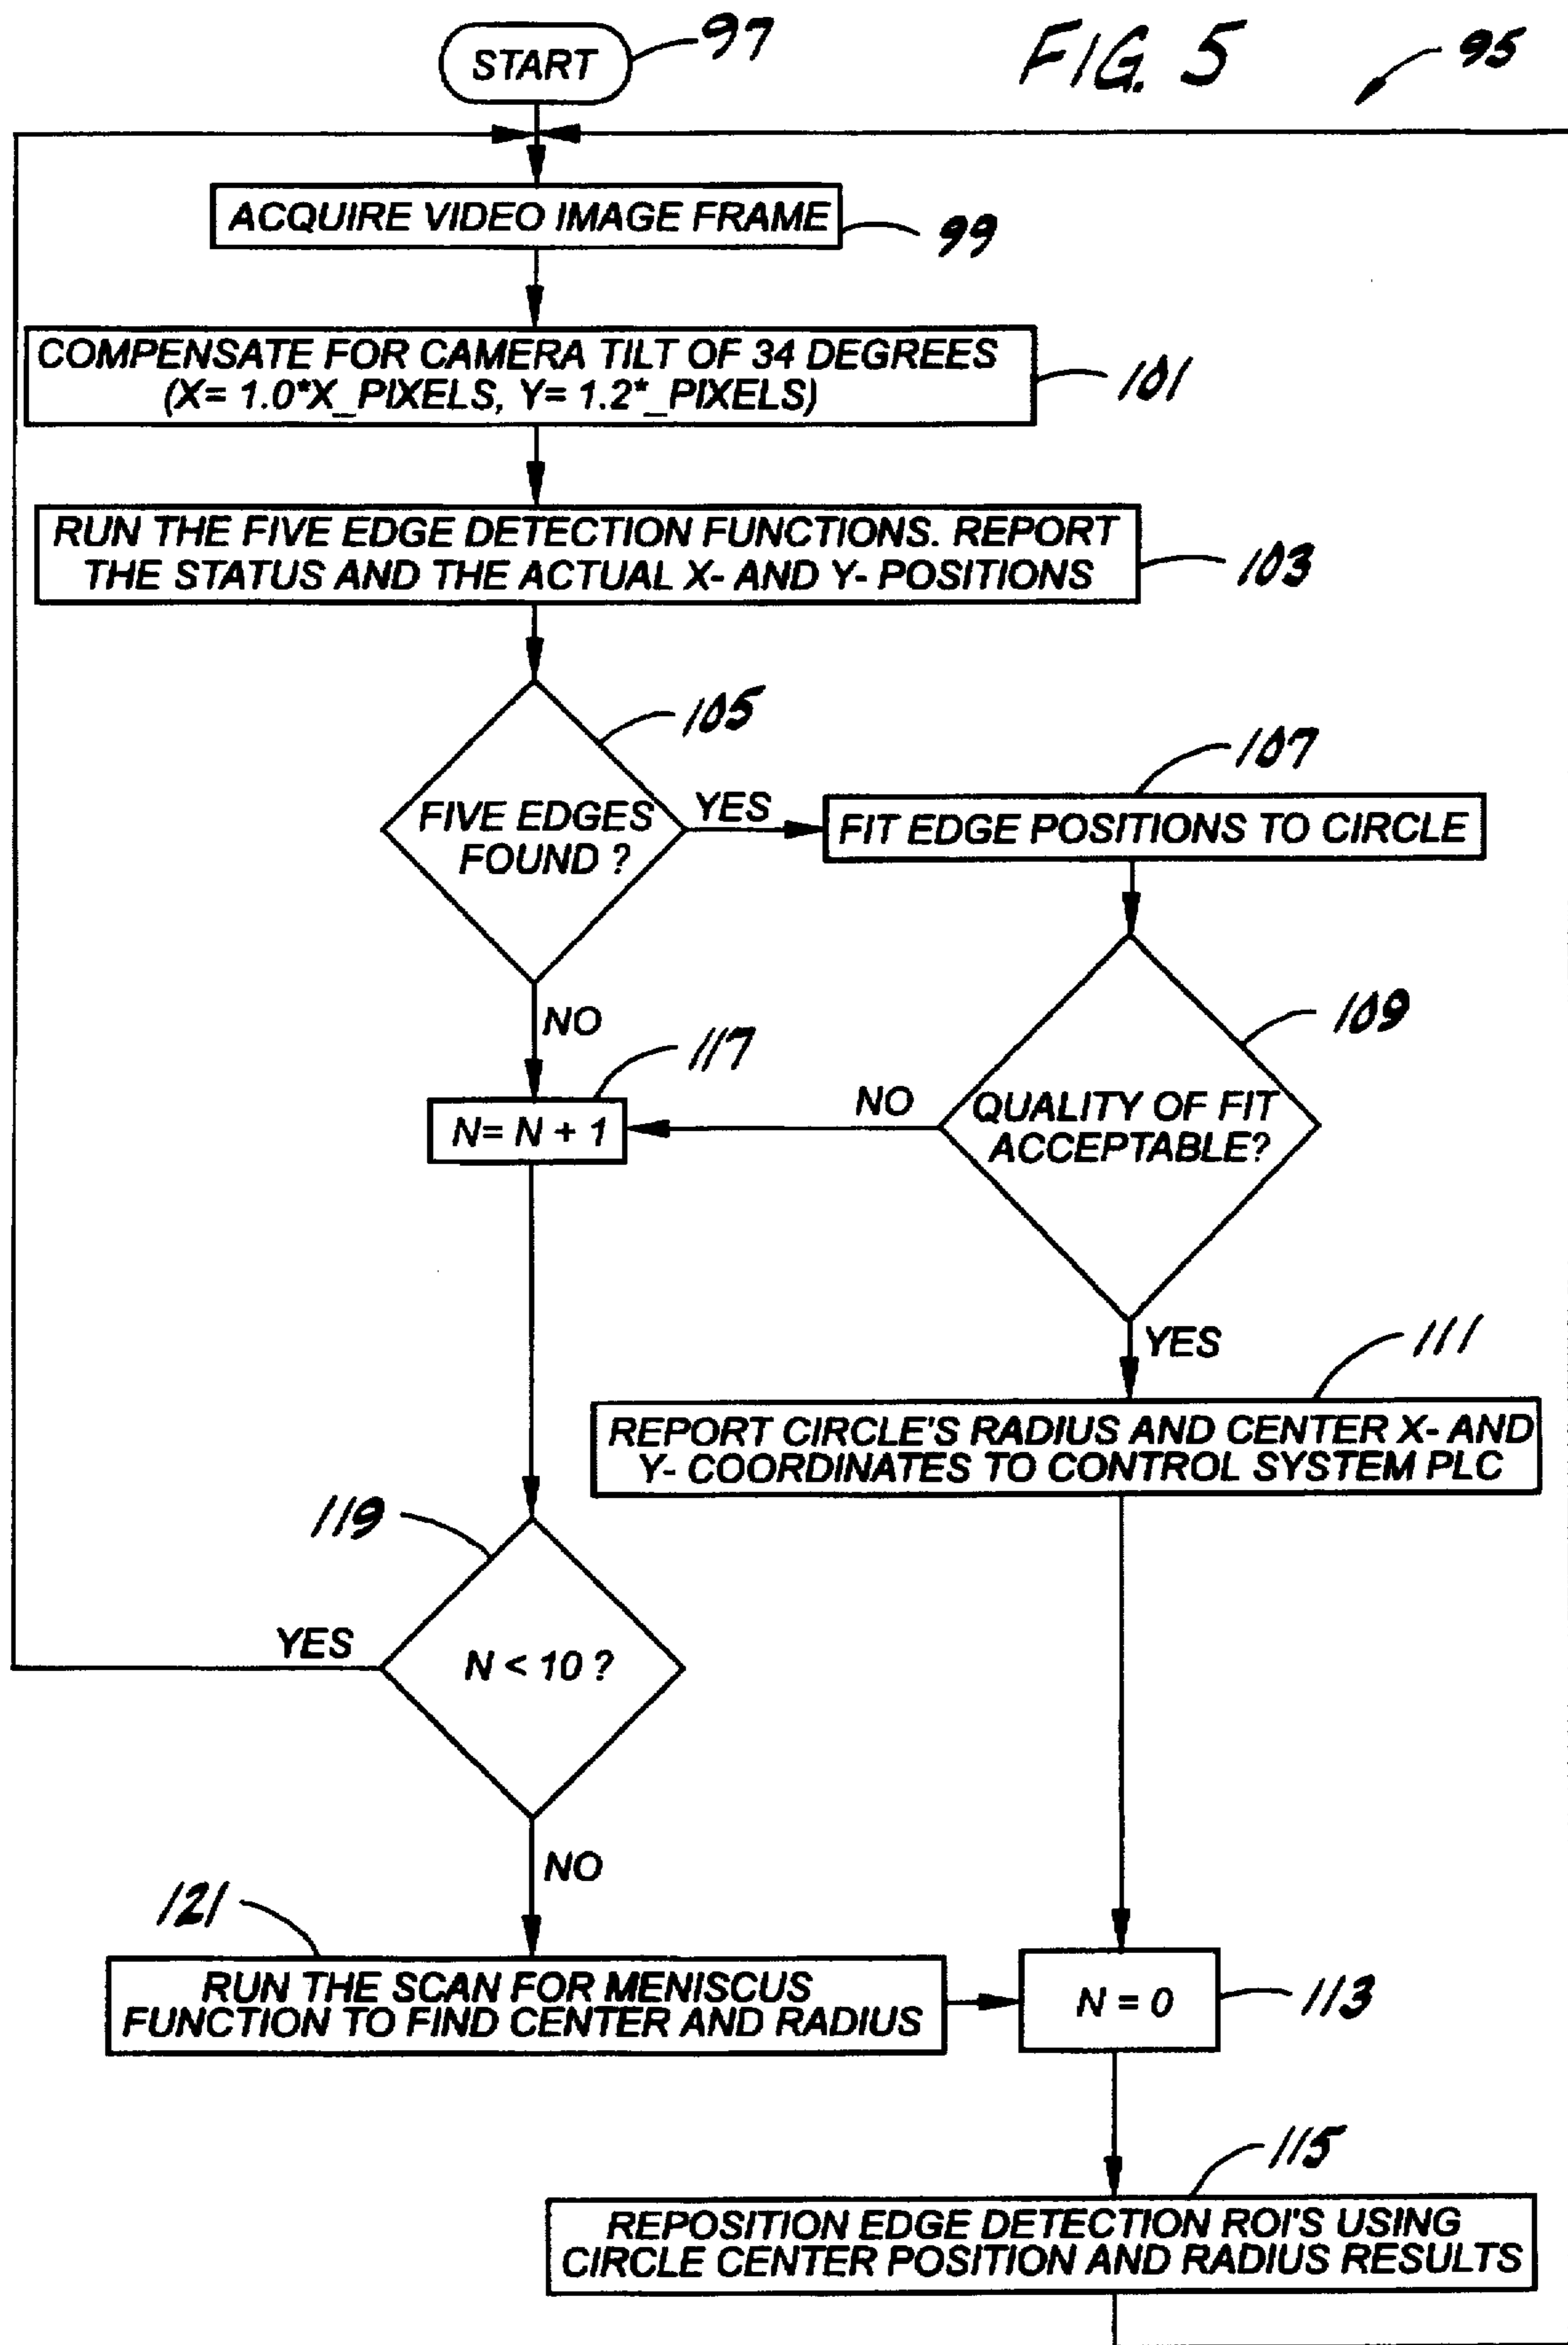 START
97
FIG. 5
95
ACQUIRE VIDEO IMAGE FRAME
99
COMPENSATE FOR CAMERA TILT OF 34 DEGREES
(X= 1.0*X_PIXELS, Y= 1.2*_PIXELS)
101
RUN THE FIVE EDGE DETECTION FUNCTIONS. REPORT
THE STATUS AND THE ACTUAL X- AND Y- POSITIONS
103
105
FIVE EDGES
FOUND ?
YES
107
FIT EDGE POSITIONS TO CIRCLE
NO
109
117
N= N + 1
NO
QUALITY OF FIT
ACCEPTABLE?
YES
111
REPORT CIRCLE'S RADIUS AND CENTER X- AND
Y- COORDINATES TO CONTROL SYSTEM PLC
119
YES
N < 10 ?
NO
121
RUN THE SCAN FOR MENISCUS
FUNCTION TO FIND CENTER AND RADIUS
N = 0
113
115
REPOSITION EDGE DETECTION ROI'S USING
CIRCLE CENTER POSITION AND RADIUS RESULTS